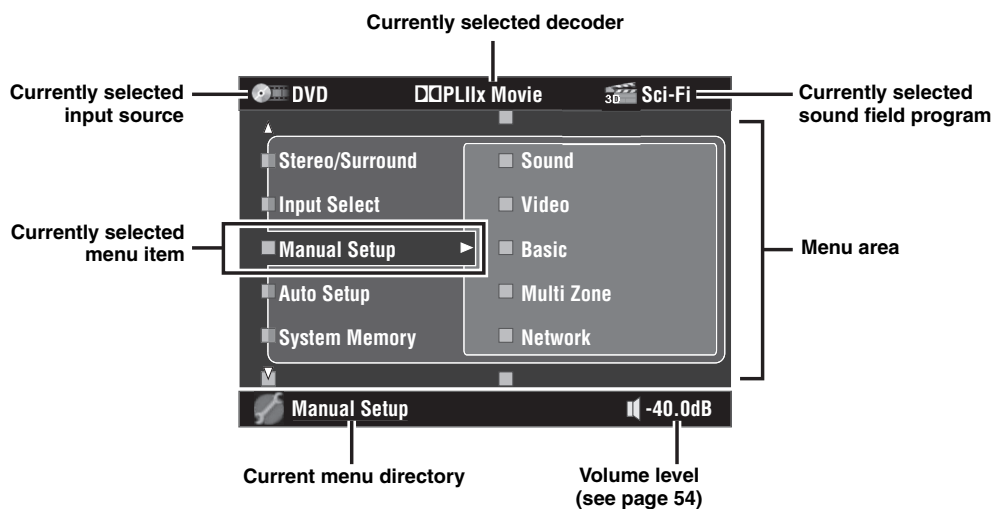 Currently selected decoder
Currently selected
input source
DVD
PLIIx Movie
3D
Sci-Fi
Currently selected
sound field program
Stereo/Surround
Sound
Input Select
Video
Currently selected
menu item
Manual Setup
Basic
Menu area
Auto Setup
Multi Zone
System Memory
Network
Manual Setup
-40.0dB
Current menu directory
Volume level
(see page 54)